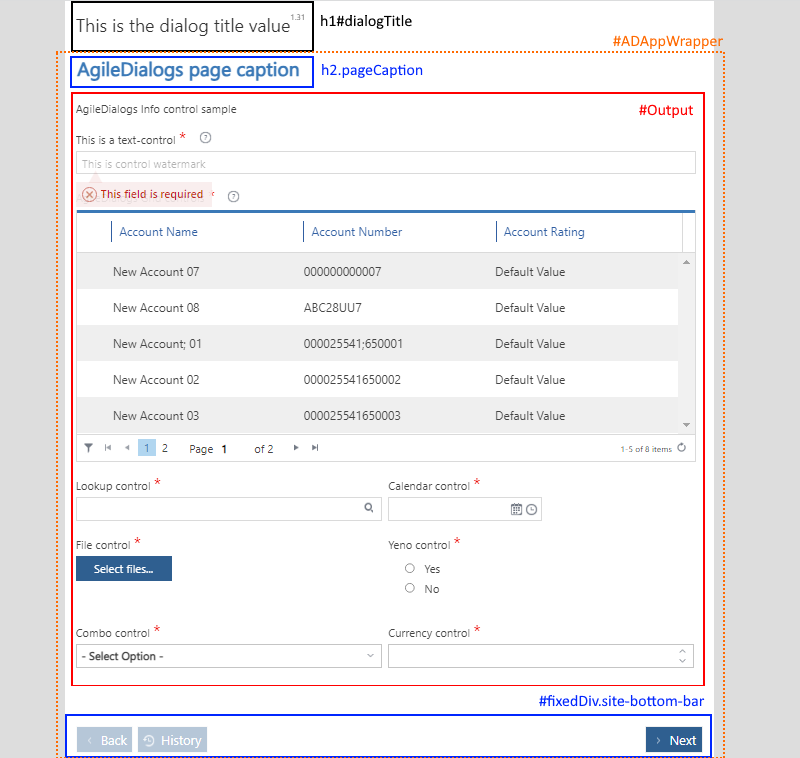 This is the dialog title value 1.31 h1#dialogTitle
#ADAppWrapper
AgileDialogs page caption h2.pageCaption
AgileDialogs Info control sample #Output
This is a text-control * ?
This is control watermark
This field is required * ?
Account Name Account Number Account Rating
New Account 07 000000000007 Default Value
New Account 08 ABC28UU7 Default Value
New Account; 01 000025541;650001 Default Value
New Account 02 000025541650002 Default Value
New Account 03 000025541650003 Default Value
1 2 Page 1 of 2 1-5 of 8 items
Lookup control * Calendar control *
File control * Yeno control *
Select files... Yes
No
Combo control * Currency control *
- Select Option -
#fixedDiv.site-bottom-bar
Back History Next